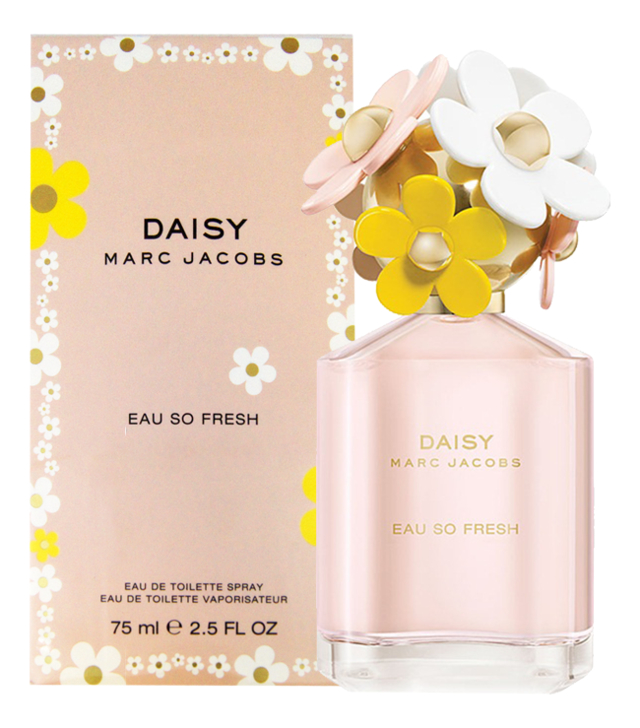 DAISY
MARC JACOBS
EAU SO FRESH
EAU DE TOILETTE SPRAY
EAU DE TOILETTE VAPORISATEUR
75 ml ℮ 2.5 FL OZ
DAISY
MARC JACOBS
EAU SO FRESH